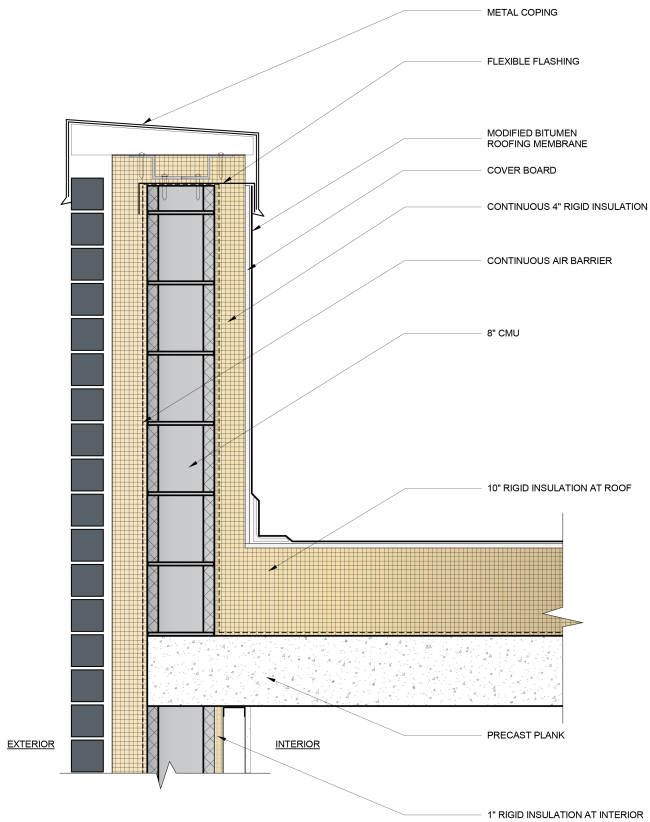 METAL COPING
FLEXIBLE FLASHING
MODIFIED BITUMEN
ROOFING MEMBRANE
COVER BOARD
CONTINUOUS 4" RIGID INSULATION
CONTINUOUS AIR BARRIER
8" CMU
10" RIGID INSULATION AT ROOF
PRECAST PLANK
EXTERIOR
INTERIOR
1" RIGID INSULATION AT INTERIOR